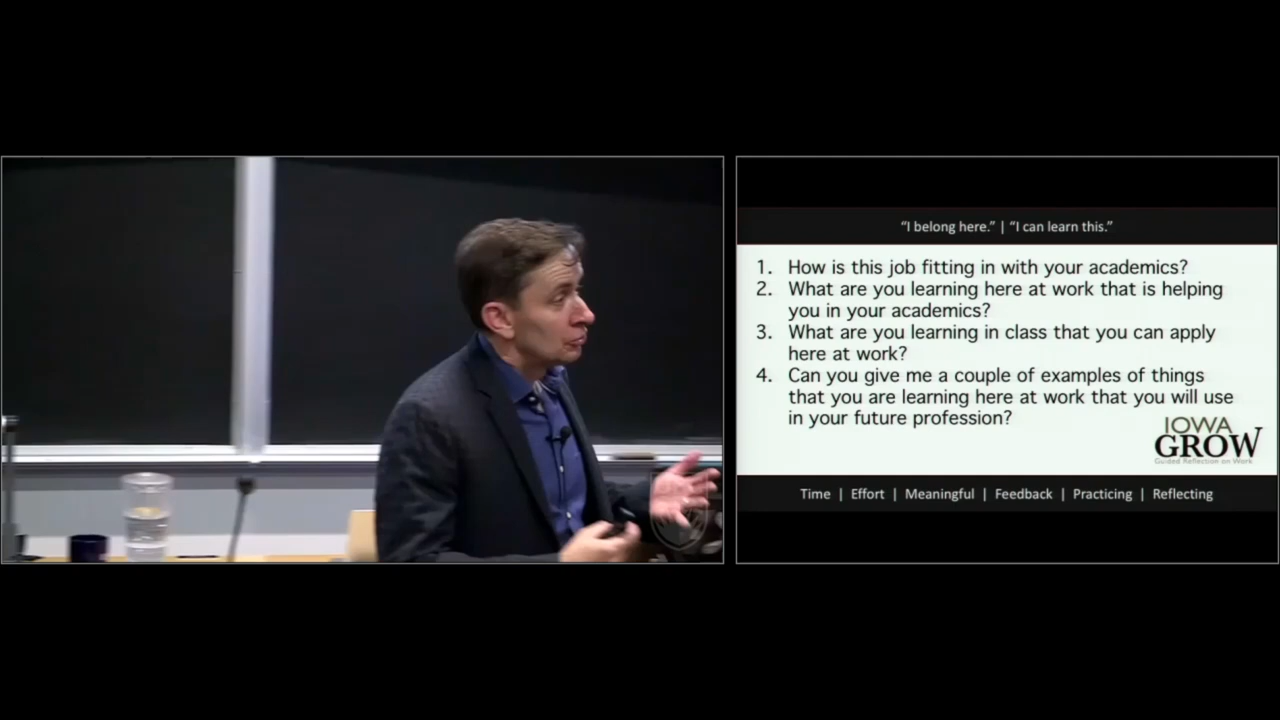 “I belong here.” | “I can learn this.”
1. How is this job fitting in with your academics?
2. What are you learning here at work that is helping
you in your academics?
3. What are you learning in class that you can apply
here at work?
4. Can you give me a couple of examples of things
that you are learning here at work that you will use
in your future profession?
IOWA
GROW
Guided Reflection on Work
Time | Effort | Meaningful | Feedback | Practicing | Reflecting